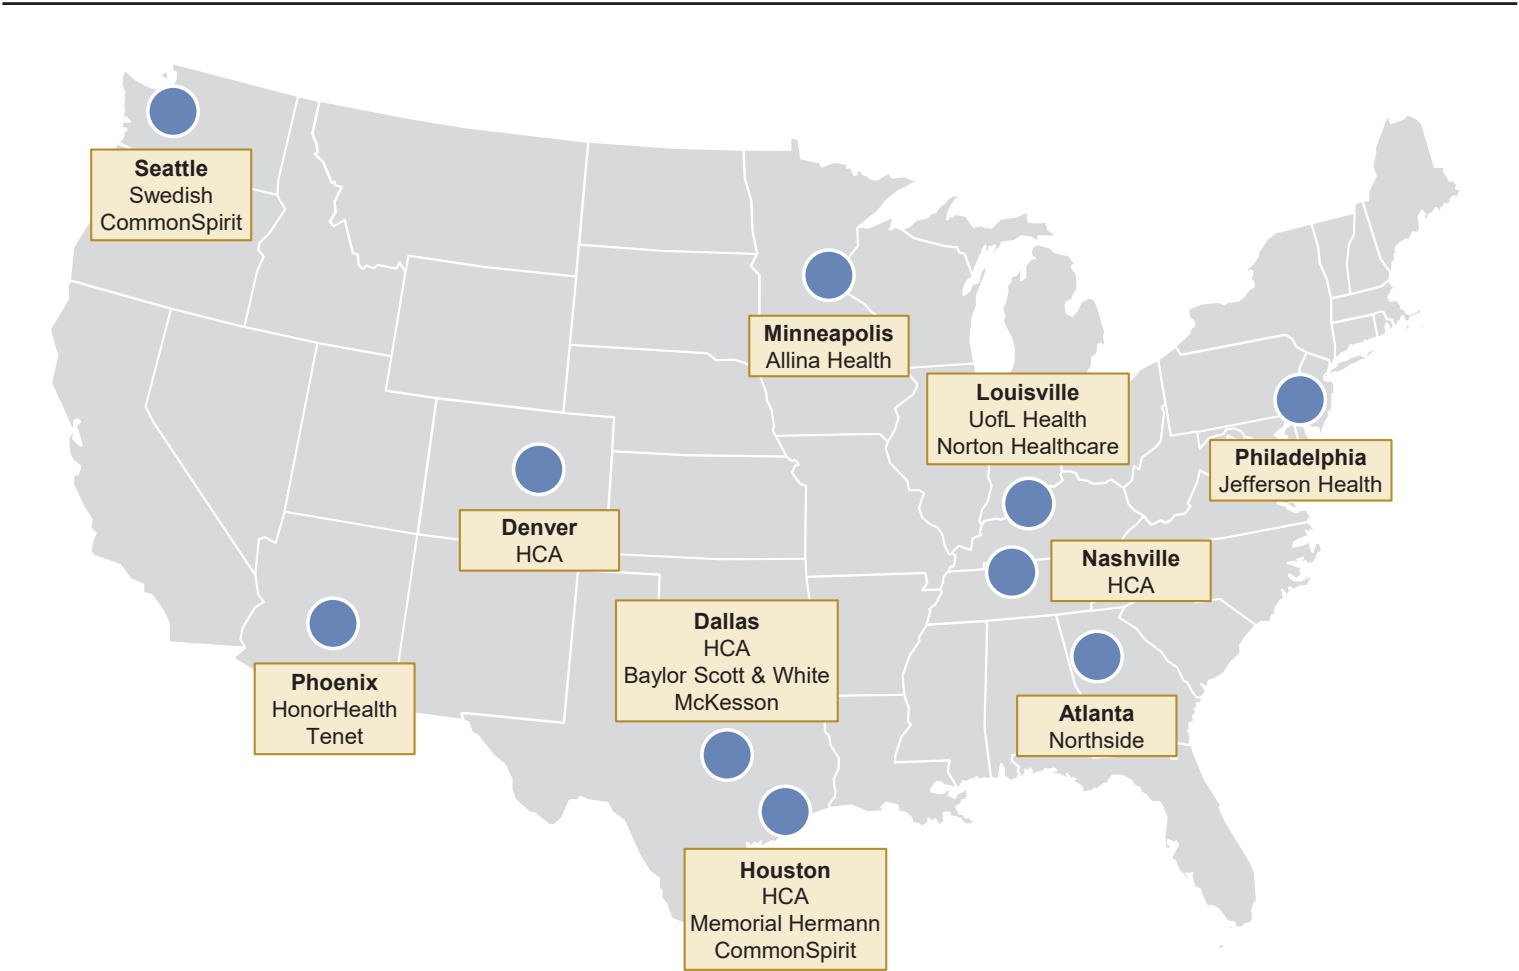 Seattle
Swedish
CommonSpirit
Minneapolis
Allina Health
Louisville
UofL Health
Norton Healthcare
Philadelphia
Jefferson Health
Denver
HCA
Nashville
HCA
Dallas
HCA
Baylor Scott & White
McKesson
Phoenix
HonorHealth
Tenet
Atlanta
Northside
Houston
HCA
Memorial Hermann
CommonSpirit